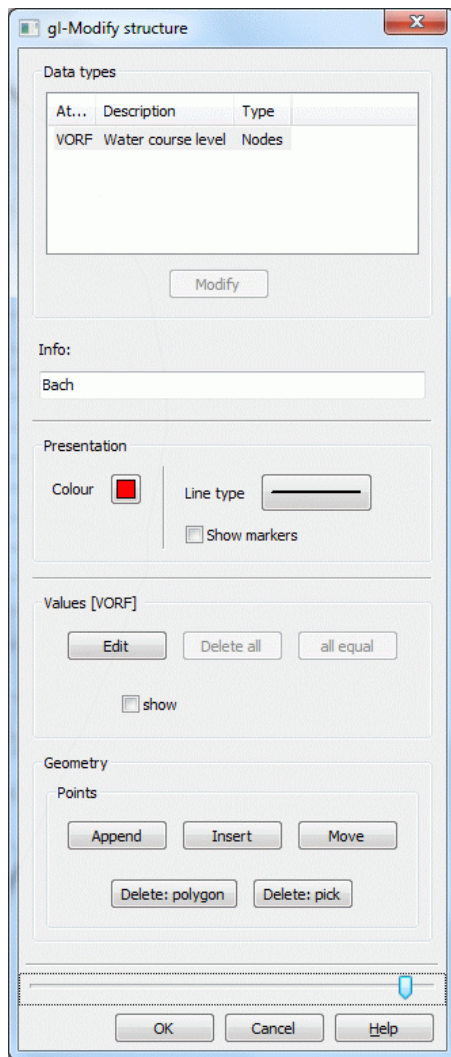 gl-Modify structure
Data types
At... Description Type
VORF Water course level Nodes
Modify
Info:
Bach
Presentation
Colour
Line type
Show markers
Values [VORF]
Edit Delete all all equal
show
Geometry
Points
Append Insert Move
Delete: polygon Delete: pick
OK Cancel Help